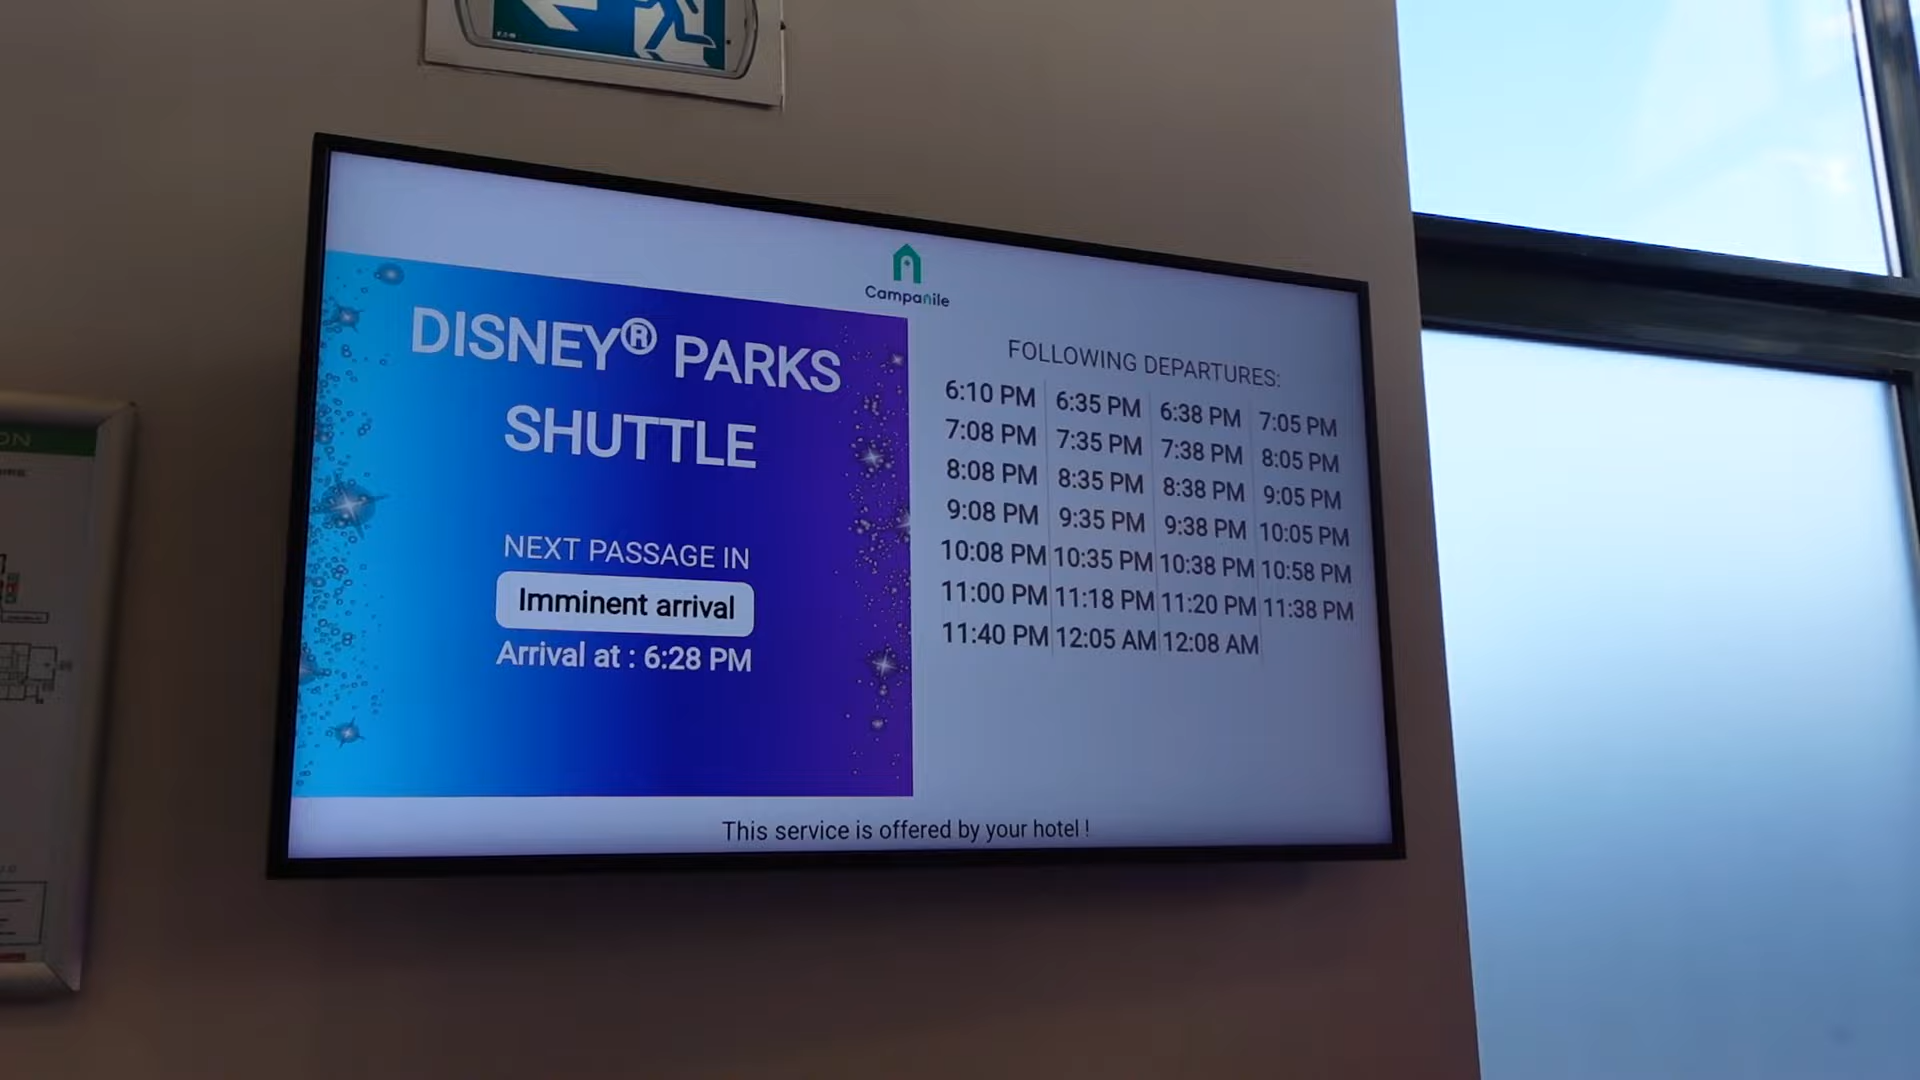 Campanile
DISNEY® PARKS
SHUTTLE
NEXT PASSAGE IN
Imminent arrival
Arrival at : 6:28 PM
FOLLOWING DEPARTURES:
6:10 PM 6:35 PM 6:38 PM 7:05 PM
7:08 PM 7:35 PM 7:38 PM 8:05 PM
8:08 PM 8:35 PM 8:38 PM 9:05 PM
9:08 PM 9:35 PM 9:38 PM 10:05 PM
10:08 PM 10:35 PM 10:38 PM 10:58 PM
11:00 PM 11:18 PM 11:20 PM 11:38 PM
11:40 PM 12:05 AM 12:08 AM
This service is offered by your hotel !